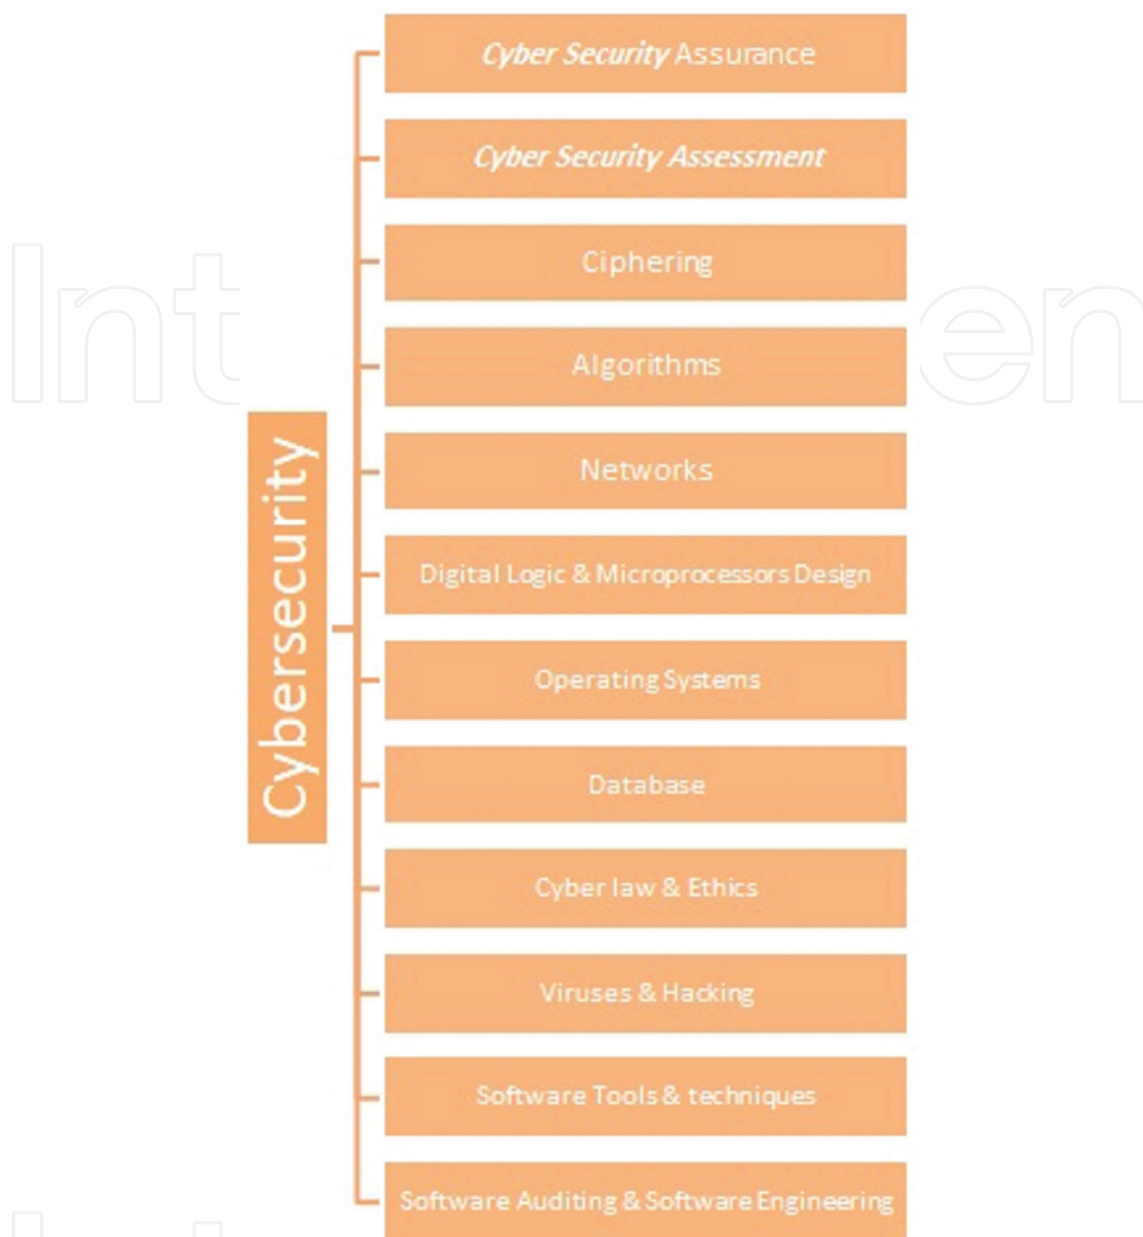 Cybersecurity
Cyber Security Assurance
Cyber Security Assessment
Ciphering
Algorithms
Networks
Digital Logic & Microprocessors Design
Operating Systems
Database
Cyber law & Ethics
Viruses & Hacking
Software Tools & techniques
Software Auditing & Software Engineering